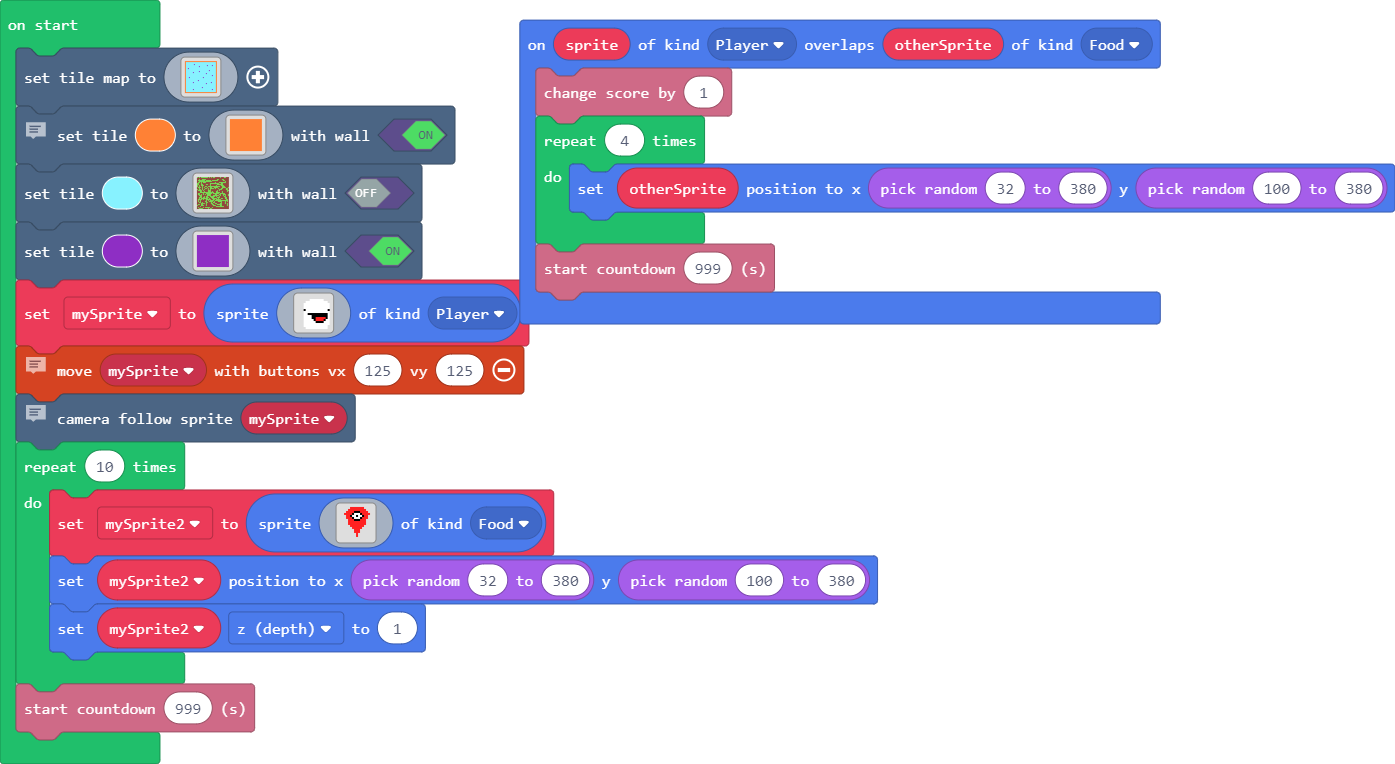 on start
set tile map to
set tile to with wall ON
set tile to with wall OFF
set tile to with wall ON
set mySprite to sprite of kind Player
move mySprite with buttons vx 125 vy 125
camera follow sprite mySprite
repeat 10 times
do
set mySprite2 to sprite of kind Food
set mySprite2 position to x pick random 32 to 380 y pick random 100 to 380
set mySprite2 z (depth) to 1
start countdown 999 (s)
on sprite of kind Player overlaps otherSprite of kind Food
change score by 1
repeat 4 times
do
set otherSprite position to x pick random 32 to 380 y pick random 100 to 380
start countdown 999 (s)